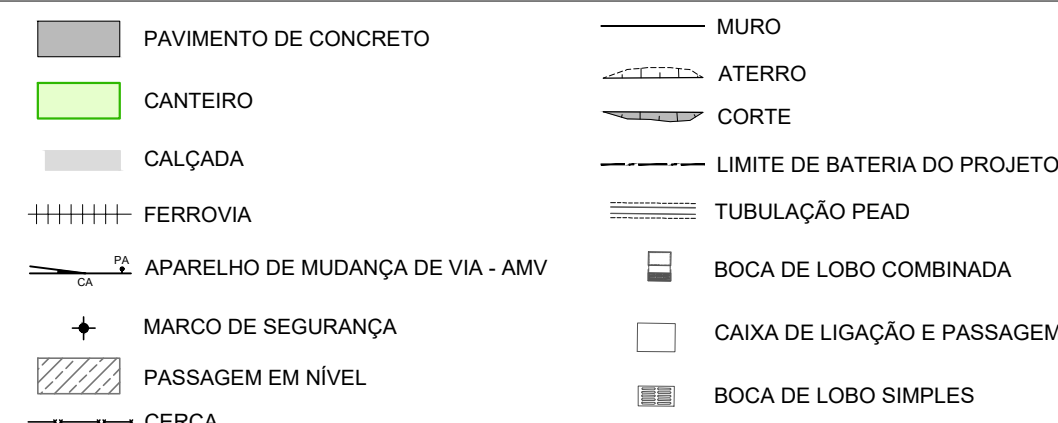 PAVIMENTO DE CONCRETO
CANTEIRO
CALÇADA
FERROVIA
PA
CA
APARELHO DE MUDANÇA DE VIA - AMV
MARCO DE SEGURANÇA
PASSAGEM EM NÍVEL
CERCA
MURO
ATERRO
CORTE
LIMITE DE BATERIA DO PROJETO
TUBULAÇÃO PEAD
BOCA DE LOBO COMBINADA
CAIXA DE LIGAÇÃO E PASSAGEM
BOCA DE LOBO SIMPLES